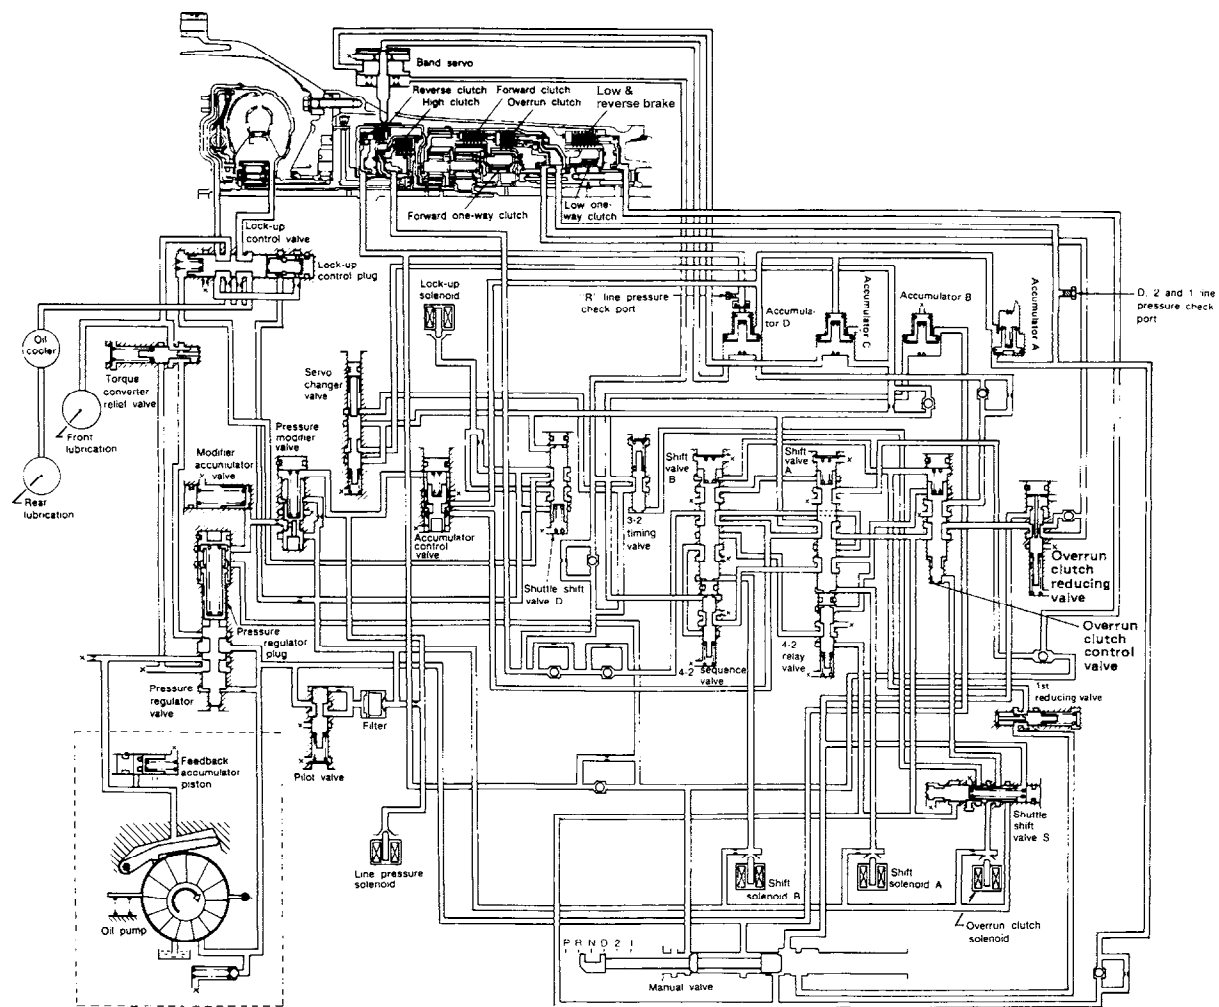 Band servo
Reverse clutch
High clutch
Forward clutch
Overrun clutch
Low &
reverse brake
Forward one-way clutch
Low one-
way clutch
Lock-up
control valve
Lock-up
control plug
Lock-up
solenoid
'R' line pressure
check port
Accumula-
tor D
Accumulator C
Accumulator B
Accumulator A
D, 2 and 1 line
pressure check
port
Oil
cooler
Torque
converter
relief valve
Front
lubrication
Rear
lubrication
Servo
changer
valve
Pressure
modifier
valve
Modifier
accumulator
valve
Accumulator
control
valve
Shuttle shift
valve D
3-2
timing valve
Shift
valve
B
Shift
valve
A
Overrun
clutch
reducing
valve
Overrun
clutch
control
valve
Pressure
regulator
plug
Pressure
regulator
valve
4-2
sequence
valve
4-2
relay valve
1st
reducing valve
Filter
Pilot valve
Feedback
accumulator
piston
Line pressure
solenoid
Shuttle
shift
valve S
Shift
solenoid B
Shift
solenoid A
Overrun clutch
solenoid
Oil pump
P R N D 2 1
Manual valve